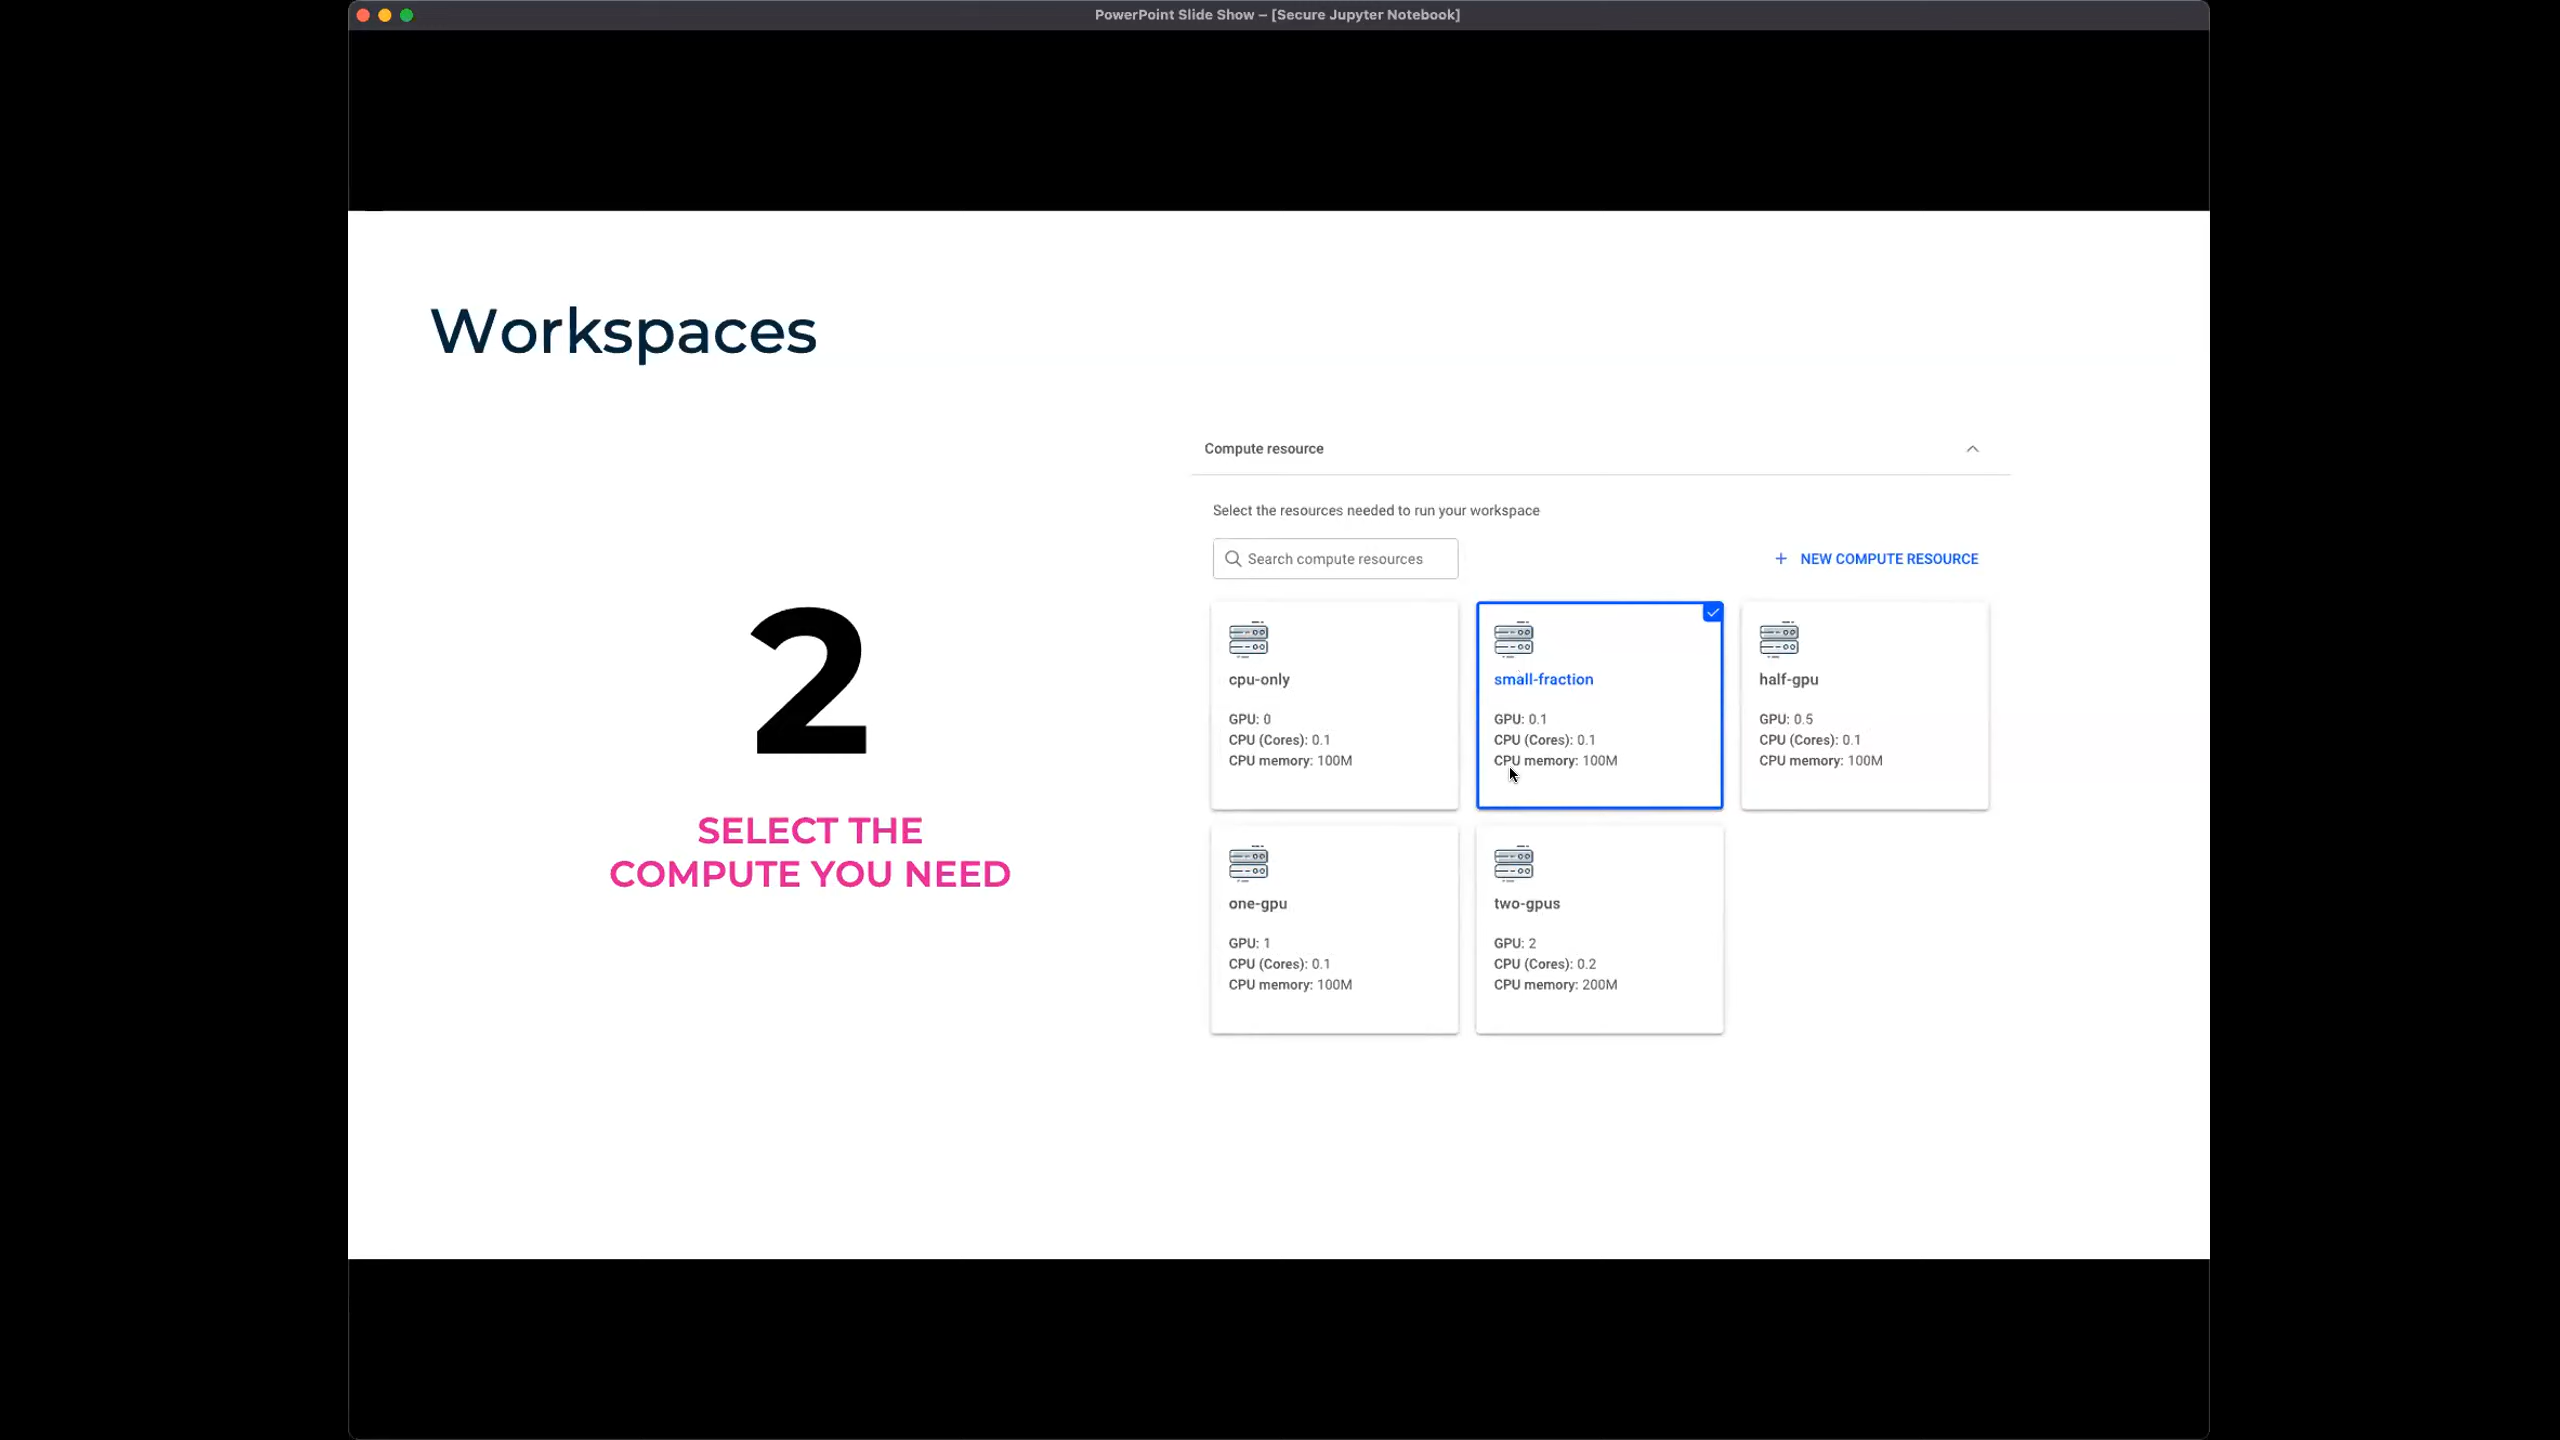 PowerPoint Slide Show – [Secure Jupyter Notebook]
Workspaces
2
SELECT THE
COMPUTE YOU NEED
Compute resource
Select the resources needed to run your workspace
Search compute resources
+ NEW COMPUTE RESOURCE
cpu-only
GPU: 0
CPU (Cores): 0.1
CPU memory: 100M
small-fraction
GPU: 0.1
CPU (Cores): 0.1
CPU memory: 100M
half-gpu
GPU: 0.5
CPU (Cores): 0.1
CPU memory: 100M
one-gpu
GPU: 1
CPU (Cores): 0.1
CPU memory: 100M
two-gpus
GPU: 2
CPU (Cores): 0.2
CPU memory: 200M